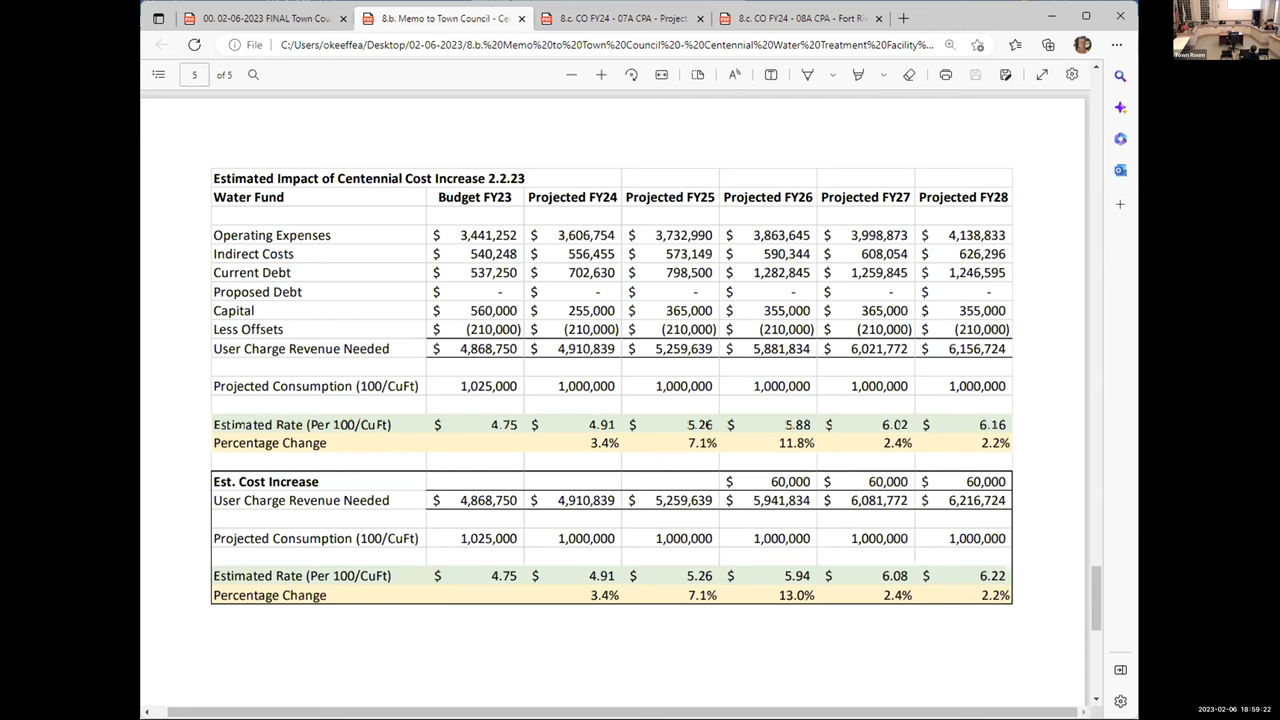 00. 02-06-2023 FINAL Town Cou
8.b. Memo to Town Council - Ce
8.c. CO FY24 - 07A CPA - Project
8.c. CO FY24 - 08A CPA - Fort Ri
File C:/Users/okeeffea/Desktop/02-06-2023/8.b.%20Memo%20to%20Town%20Council%20-%20Centennial%20Water%20Treatment%20Facility%...
5 of 5
Town Room
Estimated Impact of Centennial Cost Increase 2.2.23
Water Fund Budget FY23 Projected FY24 Projected FY25 Projected FY26 Projected FY27 Projected FY28
Operating Expenses $ 3,441,252 $ 3,606,754 $ 3,732,990 $ 3,863,645 $ 3,998,873 $ 4,138,833
Indirect Costs $ 540,248 $ 556,455 $ 573,149 $ 590,344 $ 608,054 $ 626,296
Current Debt $ 537,250 $ 702,630 $ 798,500 $ 1,282,845 $ 1,259,845 $ 1,246,595
Proposed Debt $ - $ - $ - $ - $ - $ -
Capital $ 560,000 $ 255,000 $ 365,000 $ 355,000 $ 365,000 $ 355,000
Less Offsets $ (210,000) $ (210,000) $ (210,000) $ (210,000) $ (210,000) $ (210,000)
User Charge Revenue Needed $ 4,868,750 $ 4,910,839 $ 5,259,639 $ 5,881,834 $ 6,021,772 $ 6,156,724
Projected Consumption (100/CuFt) 1,025,000 1,000,000 1,000,000 1,000,000 1,000,000 1,000,000
Estimated Rate (Per 100/CuFt) $ 4.75 $ 4.91 $ 5.26 $ 5.88 $ 6.02 $ 6.16
Percentage Change 3.4% 7.1% 11.8% 2.4% 2.2%
Est. Cost Increase $ 60,000 $ 60,000 $ 60,000
User Charge Revenue Needed $ 4,868,750 $ 4,910,839 $ 5,259,639 $ 5,941,834 $ 6,081,772 $ 6,216,724
Projected Consumption (100/CuFt) 1,025,000 1,000,000 1,000,000 1,000,000 1,000,000 1,000,000
Estimated Rate (Per 100/CuFt) $ 4.75 $ 4.91 $ 5.26 $ 5.94 $ 6.08 $ 6.22
Percentage Change 3.4% 7.1% 13.0% 2.4% 2.2%
2023-02-06 18:59:22